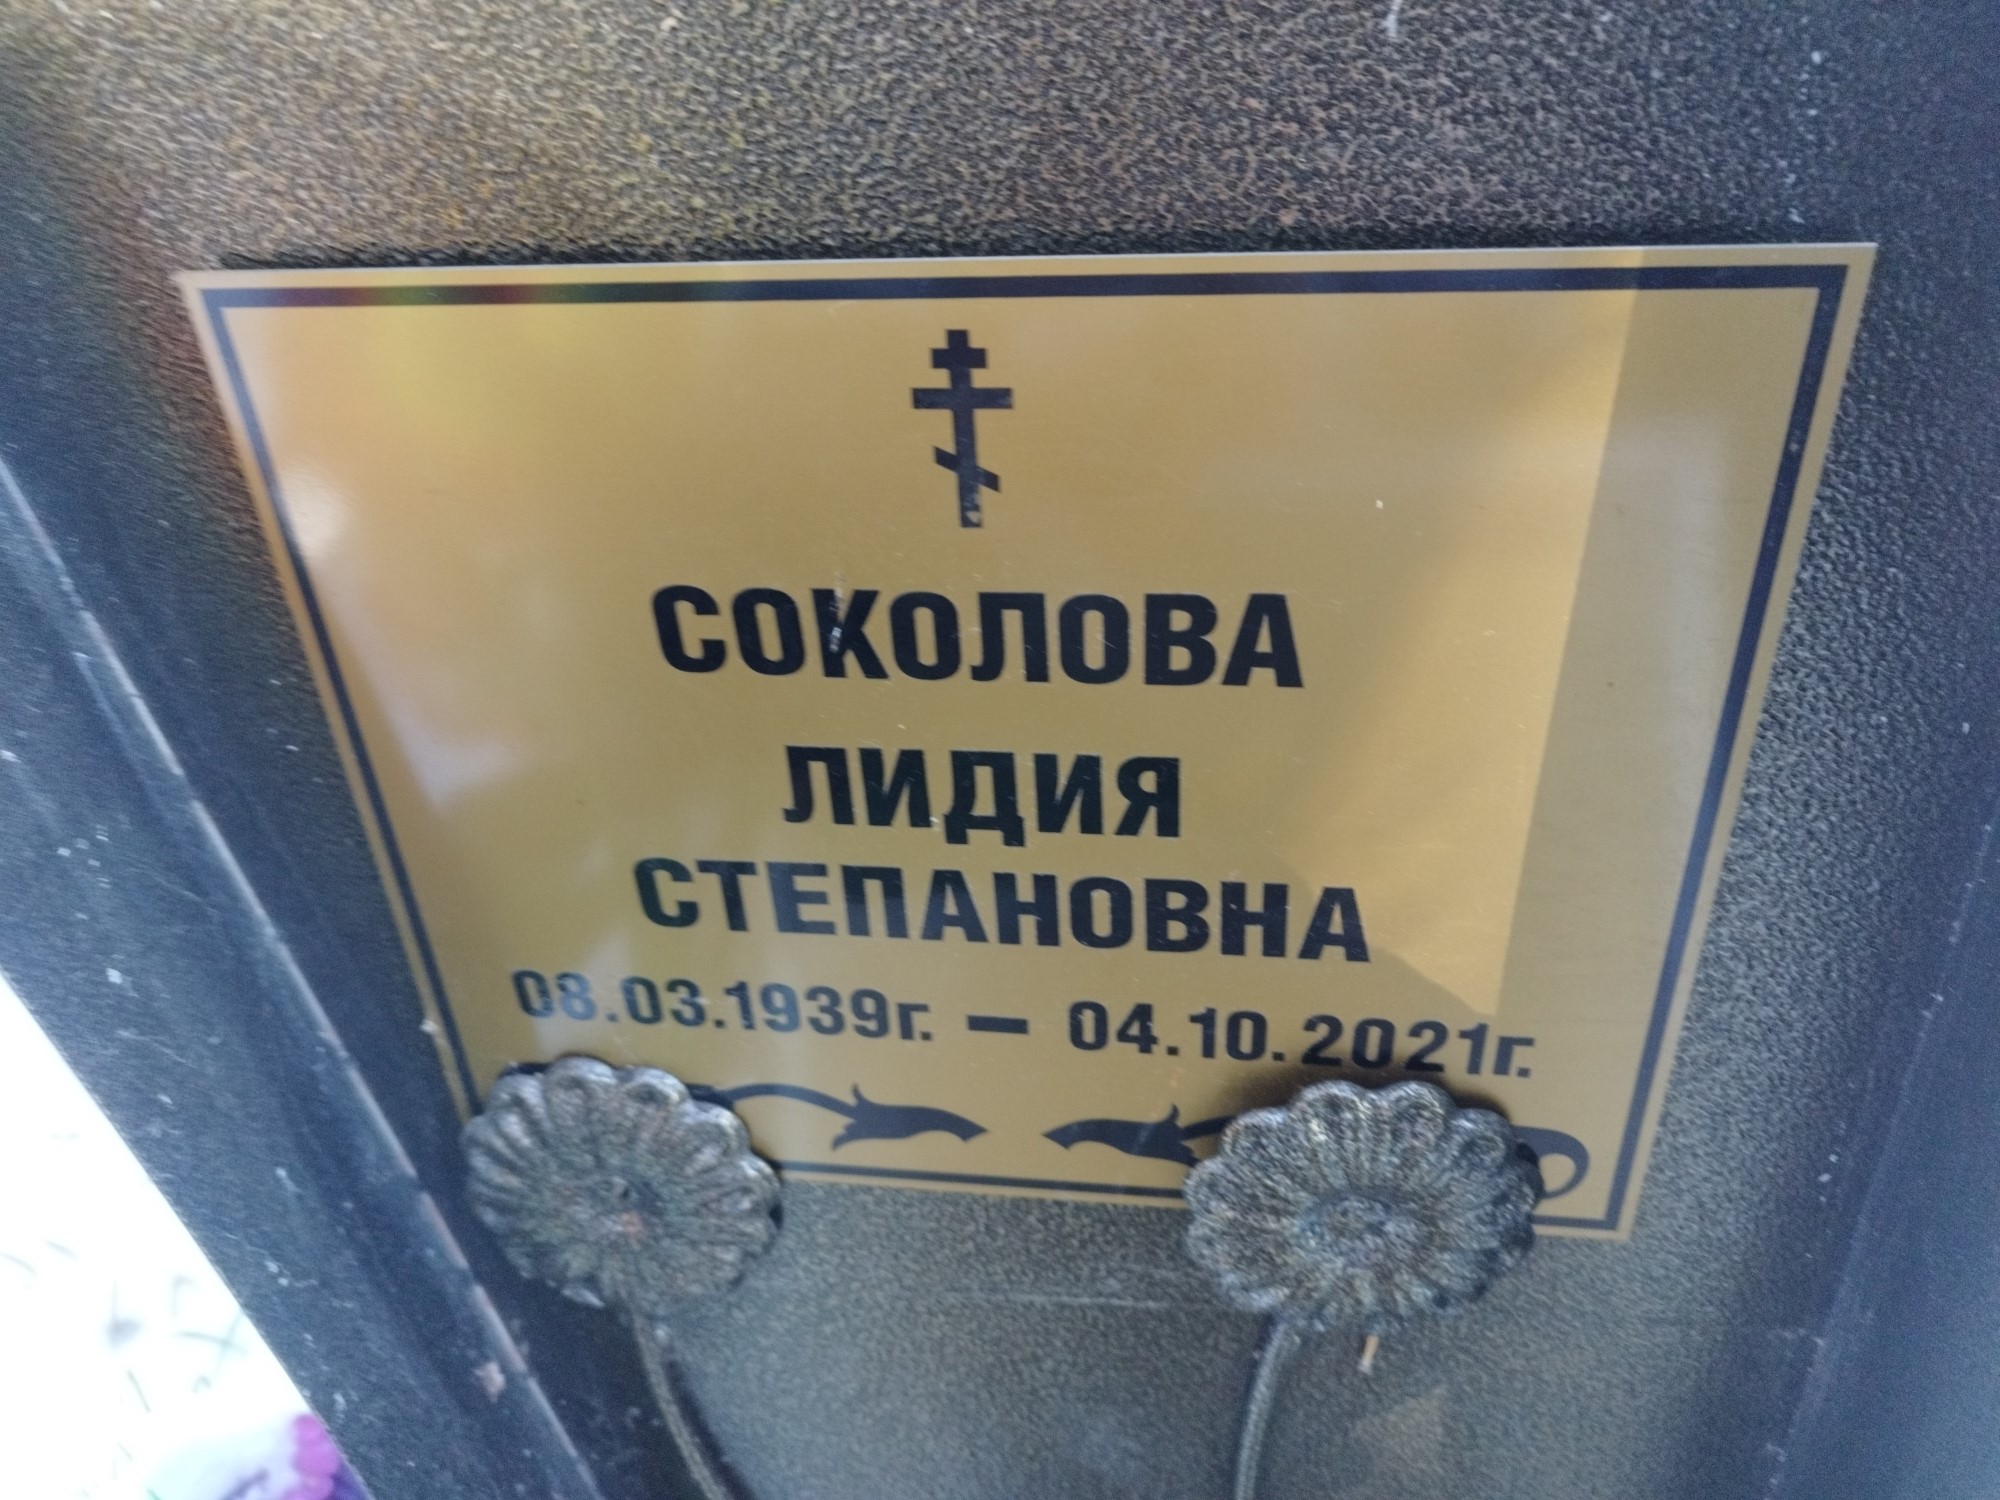 СОКОЛОВА
ЛИДИЯ
СТЕПАНОВНА
08.03.1939г. – 04.10.2021г.